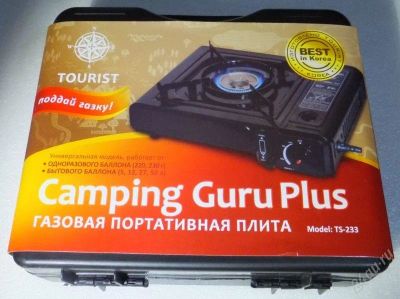 TOURIST
поддай газку!
BEST
in Korea
KOREA
Универсальная модель, работает от:
• ОДНОРАЗОВОГО БАЛЛОНА (220, 230 г)
• БЫТОВОГО БАЛЛОНА (5, 12, 27, 50 л)
Camping Guru Plus
ГАЗОВАЯ ПОРТАТИВНАЯ ПЛИТА
Model: TS-233